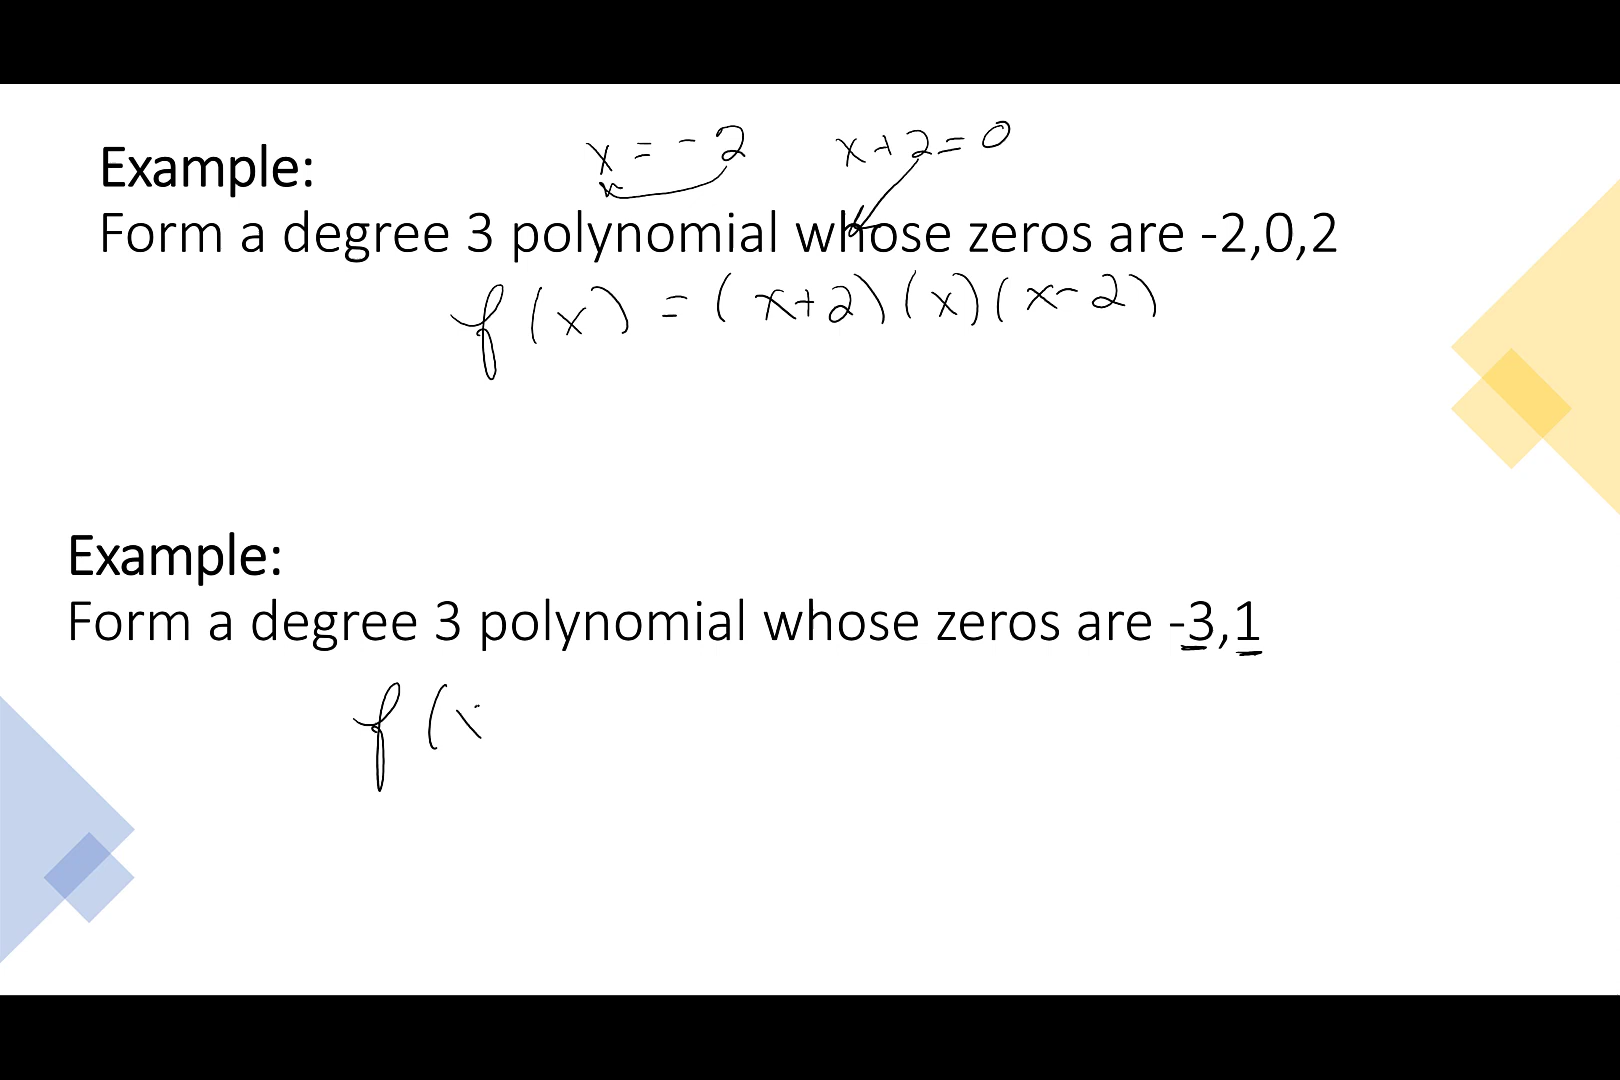 x = -2 x+2=0
Example:
Form a degree 3 polynomial whose zeros are -2,0,2
f(x) = (x+2)(x)(x-2)
Example:
Form a degree 3 polynomial whose zeros are -3,1
f(x